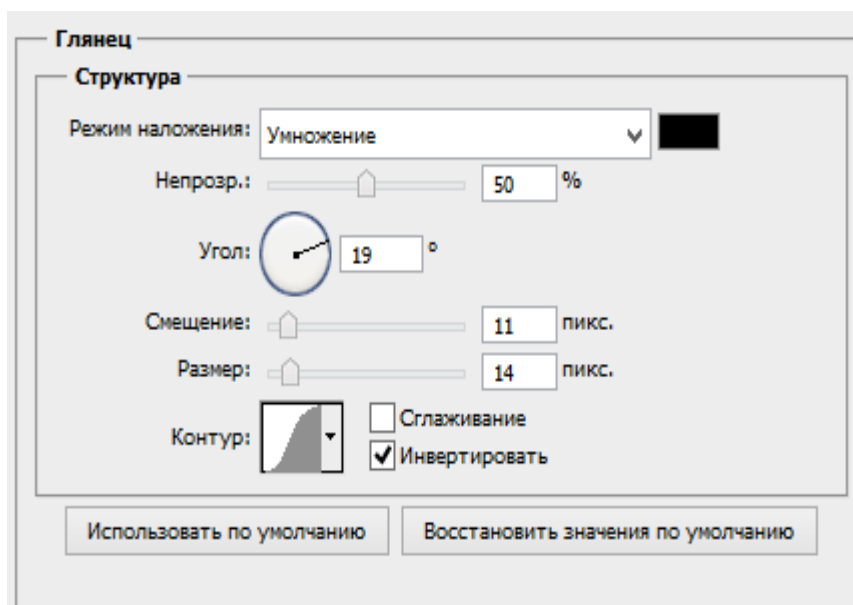 Глянец
Структура
Режим наложения: Умножение
Непрозр.: 50 %
Угол: 19 °
Смещение: 11 пикс.
Размер: 14 пикс.
Контур: Сглаживание
Инвертировать
Использовать по умолчанию Восстановить значения по умолчанию